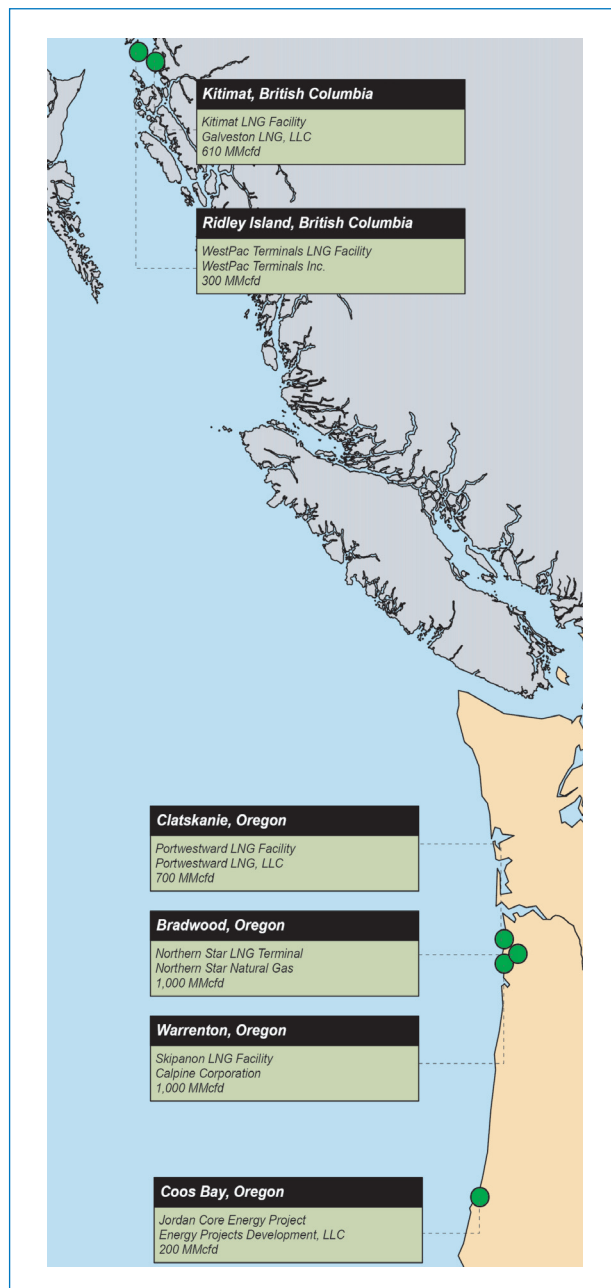 Kitimat, British Columbia
Kitimat LNG Facility
Galveston LNG, LLC
610 MMcfd
Ridley Island, British Columbia
WestPac Terminals LNG Facility
WestPac Terminals Inc.
300 MMcfd
Clatskanie, Oregon
Portwestward LNG Facility
Portwestward LNG, LLC
700 MMcfd
Bradwood, Oregon
Northern Star LNG Terminal
Northern Star Natural Gas
1,000 MMcfd
Warrenton, Oregon
Skipanon LNG Facility
Calpine Corporation
1,000 MMcfd
Coos Bay, Oregon
Jordan Core Energy Project
Energy Projects Development, LLC
200 MMcfd